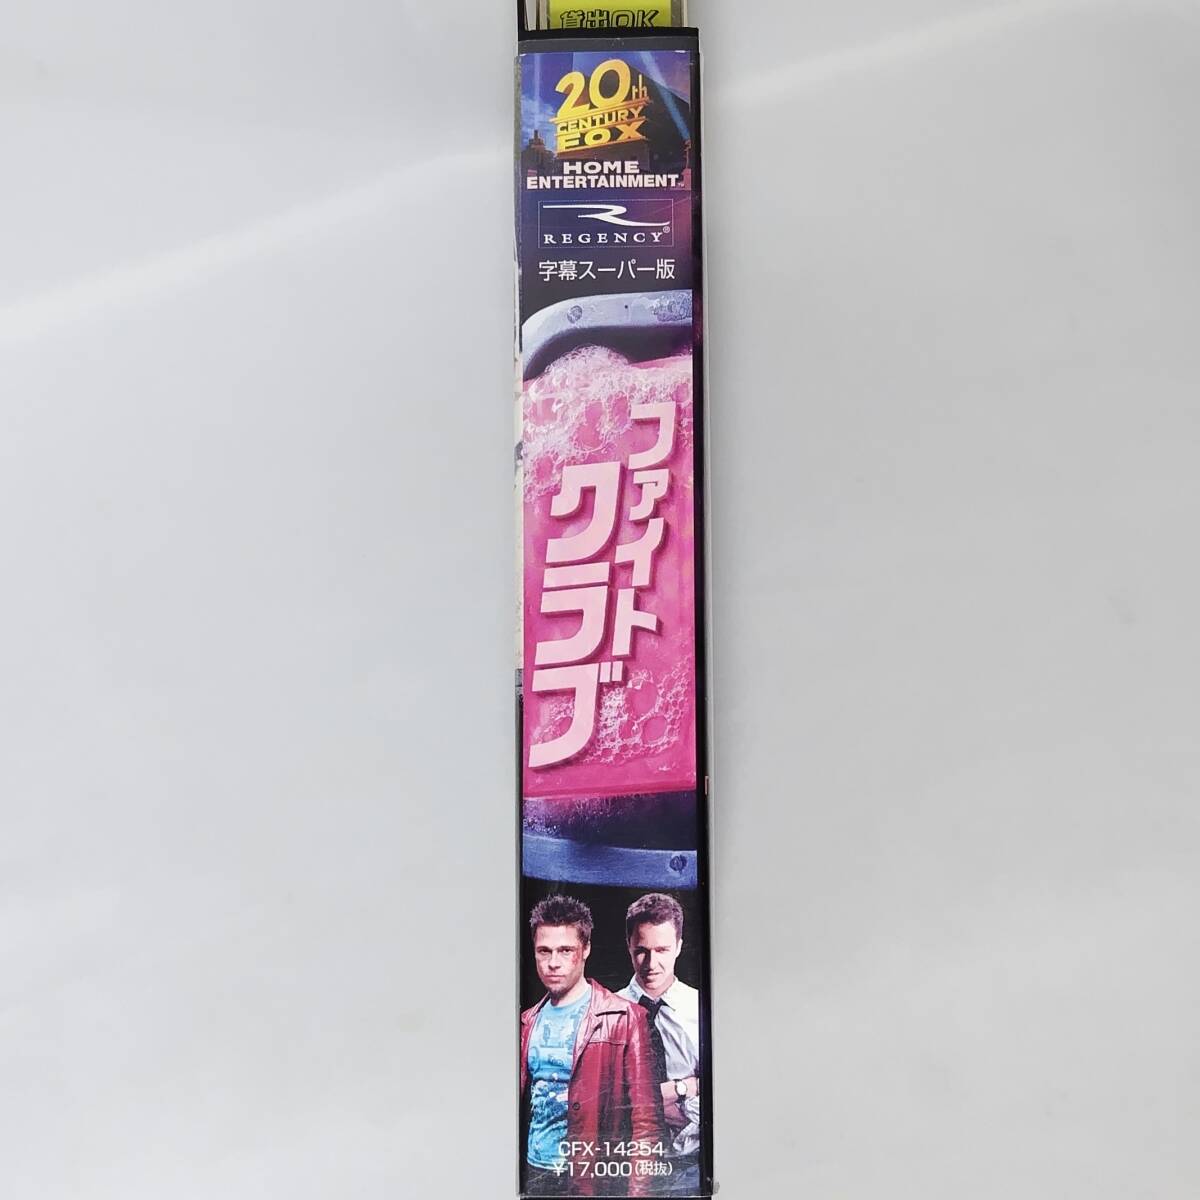 貸出OK
20th
CENTURY
FOX
HOME
ENTERTAINMENT™
REGENCY®
字幕スーパー版
ファイト
クラブ
CFX-14254
¥17,000(税抜)